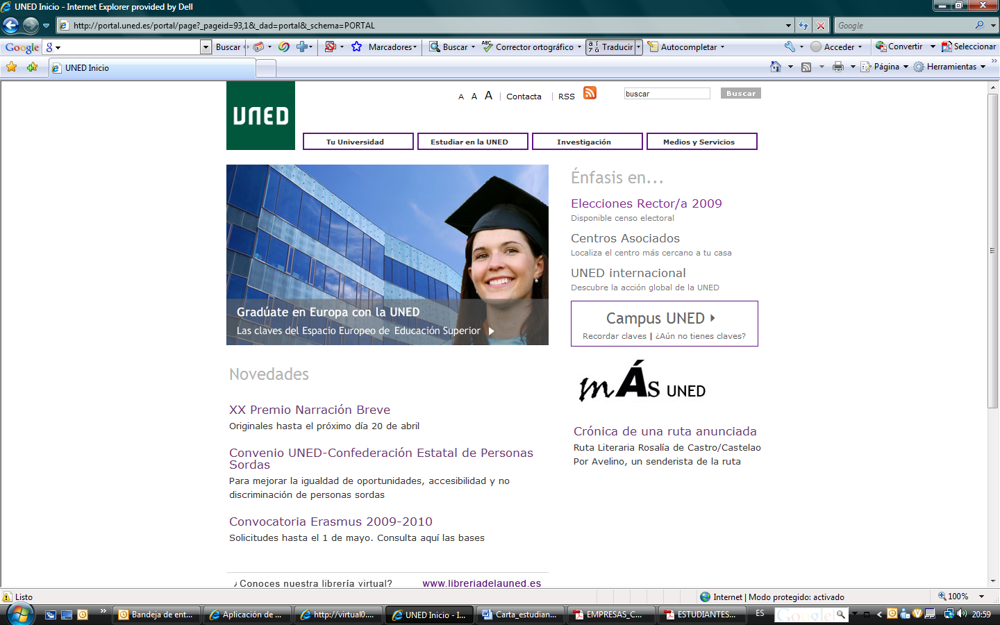 UNED Inicio - Internet Explorer provided by Dell
http://portal.uned.es/portal/page?_pageid=93,1&_dad=portal&_schema=PORTAL
Google
Google
Buscar
Marcadores
Buscar
ABC
Corrector ortográfico
Traducir
Autocompletar
Acceder
Convertir
Seleccionar
UNED Inicio
Página
Herramientas
UNED
A A A | Contacta | RSS
buscar
Buscar
Tu Universidad
Estudiar en la UNED
Investigación
Medios y Servicios
Gradúate en Europa con la UNED
Las claves del Espacio Europeo de Educación Superior
Énfasis en...
Elecciones Rector/a 2009
Disponible censo electoral
Centros Asociados
Localiza el centro más cercano a tu casa
UNED internacional
Descubre la acción global de la UNED
Campus UNED
Recordar claves | ¿Aún no tienes claves?
Novedades
XX Premio Narración Breve
Originales hasta el próximo día 20 de abril
Convenio UNED-Confederación Estatal de Personas
Sordas
Para mejorar la igualdad de oportunidades, accesibilidad y no
discriminación de personas sordas
Convocatoria Erasmus 2009-2010
Solicitudes hasta el 1 de mayo. Consulta aquí las bases
mÁs UNED
Crónica de una ruta anunciada
Ruta Literaria Rosalía de Castro/Castelao
Por Avelino, un senderista de la ruta
¿Conoces nuestra librería virtual?
www.libreriadelauned.es
Listo
Internet | Modo protegido: activado
100%
Bandeja de ent...
Aplicación de ...
http://virtual0....
UNED Inicio - I...
Carta_estudian...
EMPRESAS_C...
ESTUDIANTES...
ES
Google
20:59